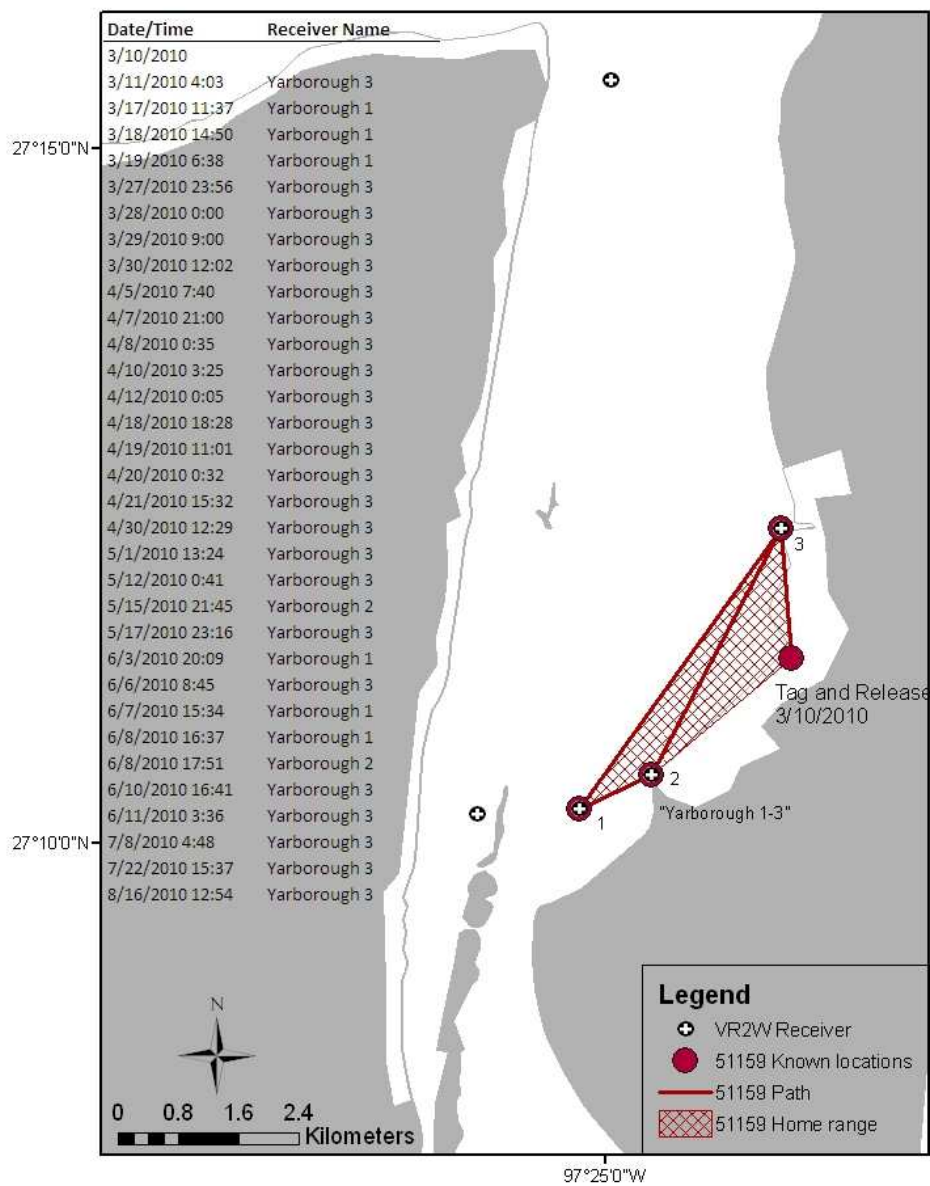 Date/Time Receiver Name
3/10/2010
3/11/2010 4:03 Yarborough 3
3/17/2010 11:37 Yarborough 1
3/18/2010 14:50 Yarborough 1
3/19/2010 6:38 Yarborough 1
3/27/2010 23:56 Yarborough 3
3/28/2010 0:00 Yarborough 3
3/29/2010 9:00 Yarborough 3
3/30/2010 12:02 Yarborough 3
4/5/2010 7:40 Yarborough 3
4/7/2010 21:00 Yarborough 3
4/8/2010 0:35 Yarborough 3
4/10/2010 3:25 Yarborough 3
4/12/2010 0:05 Yarborough 3
4/18/2010 18:28 Yarborough 3
4/19/2010 11:01 Yarborough 3
4/20/2010 0:32 Yarborough 3
4/21/2010 15:32 Yarborough 3
4/30/2010 12:29 Yarborough 3
5/1/2010 13:24 Yarborough 3
5/12/2010 0:41 Yarborough 3
5/15/2010 21:45 Yarborough 2
5/17/2010 23:16 Yarborough 3
6/3/2010 20:09 Yarborough 1
6/6/2010 8:45 Yarborough 3
6/7/2010 15:34 Yarborough 1
6/8/2010 16:37 Yarborough 1
6/8/2010 17:51 Yarborough 2
6/10/2010 16:41 Yarborough 3
6/11/2010 3:36 Yarborough 3
7/8/2010 4:48 Yarborough 3
7/22/2010 15:37 Yarborough 3
8/16/2010 12:54 Yarborough 3
27°15'0"N
27°10'0"N
3
Tag and Release
3/10/2010
2
"Yarborough 1-3"
1
N
0 0.8 1.6 2.4
Kilometers
Legend
VR2W Receiver
51159 Known locations
51159 Path
51159 Home range
97°25'0"W